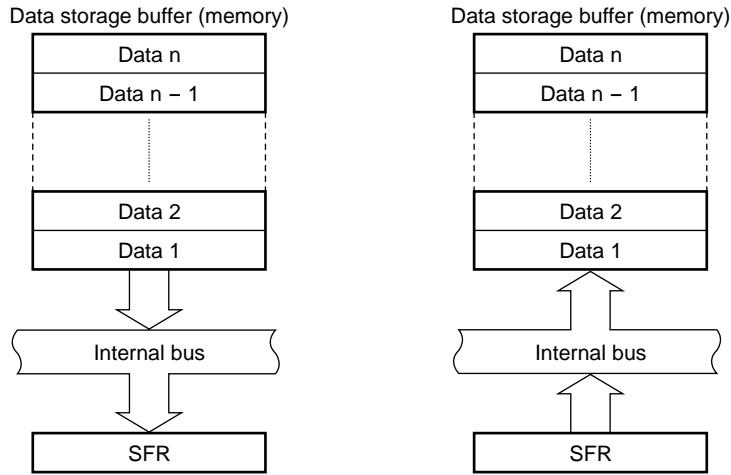 Data storage buffer (memory)
Data n
Data n − 1
Data 2
Data 1
Internal bus
SFR
Data storage buffer (memory)
Data n
Data n − 1
Data 2
Data 1
Internal bus
SFR